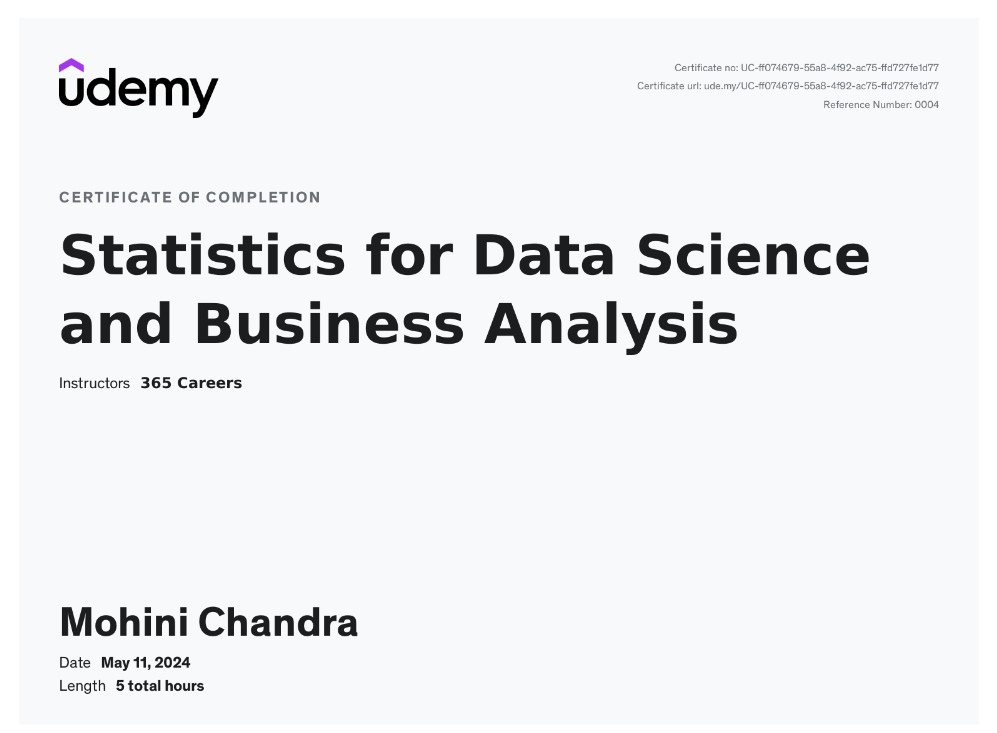 udemy
Certificate no: UC-ff074679-55a8-4f92-ac75-ffd727fe1d77
Certificate url: ude.my/UC-ff074679-55a8-4f92-ac75-ffd727fe1d77
Reference Number: 0004
CERTIFICATE OF COMPLETION
Statistics for Data Science
and Business Analysis
Instructors 365 Careers
Mohini Chandra
Date May 11, 2024
Length 5 total hours